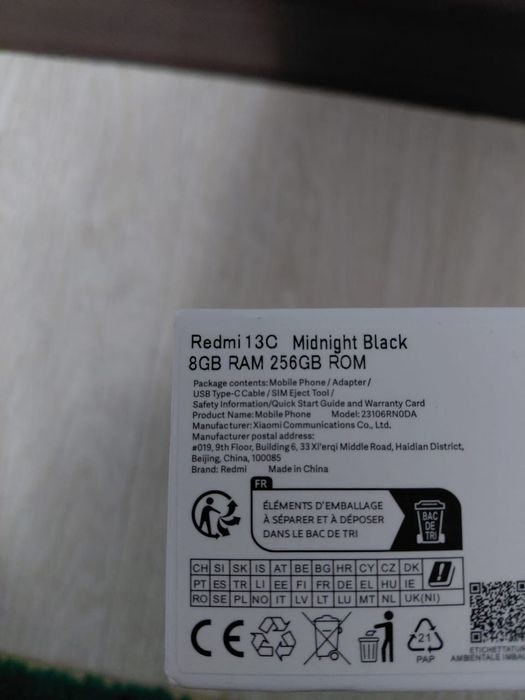 Redmi 13C Midnight Black
8GB RAM 256GB ROM
Package contents: Mobile Phone / Adapter /
USB Type-C Cable / SIM Eject Tool /
Safety Information/Quick Start Guide and Warranty Card
Product Name: Mobile Phone Model: 23106RN0DA
Manufacturer: Xiaomi Communications Co., Ltd.
Manufacturer postal address:
#019, 9th Floor, Building 6, 33 Xi'erqi Middle Road, Haidian District,
Beijing, China, 100085
Brand: Redmi Made in China
FR
ÉLÉMENTS D'EMBALLAGE
À SÉPARER ET À DÉPOSER
DANS LE BAC DE TRI
BAC
DE
TRI
CH SI SK IS AT BE BG HR CY CZ DK
PT ES TR LI EE FI FR DE EL HU IE
RO SE PL NO IT LV LT LU MT NL UK(NI)
CE
21
PAP
ETICHETTATUR
AMBIENTALE IMBAL